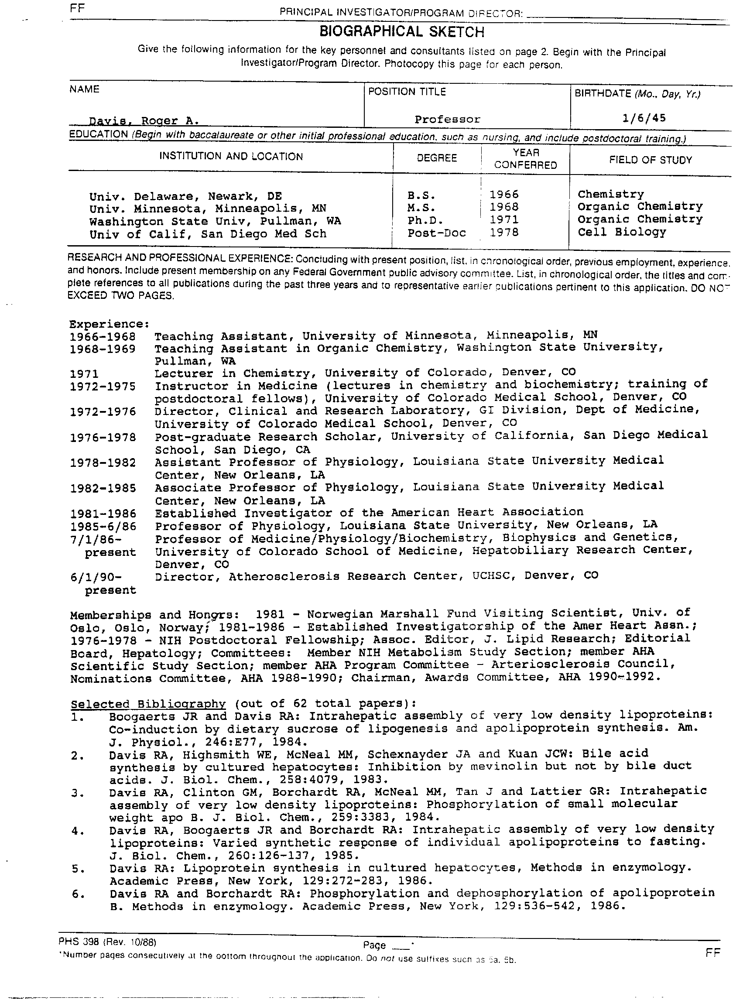 FF
PRINCIPAL INVESTIGATOR/PROGRAM DIRECTOR:
BIOGRAPHICAL SKETCH
Give the following information for the key personnel and consultants listed on page 2. Begin with the Principal
Investigator/Program Director. Photocopy this page for each person.
NAME POSITION TITLE BIRTHDATE (Mo., Day, Yr.)
Davis, Roger A. Professor 1/6/45
EDUCATION (Begin with baccalaureate or other initial professional education, such as nursing, and include postdoctoral training.)
INSTITUTION AND LOCATION DEGREE YEAR CONFERRED FIELD OF STUDY
Univ. Delaware, Newark, DE B.S. 1966 Chemistry
Univ. Minnesota, Minneapolis, MN M.S. 1968 Organic Chemistry
Washington State Univ, Pullman, WA Ph.D. 1971 Organic Chemistry
Univ of Calif, San Diego Med Sch Post-Doc 1978 Cell Biology
RESEARCH AND PROFESSIONAL EXPERIENCE: Concluding with present position, list, in chronological order, previous employment, experience,
and honors. Include present membership on any Federal Government public advisory committee. List, in chronological order, the titles and com-
plete references to all publications during the past three years and to representative earlier publications pertinent to this application. DO NOT
EXCEED TWO PAGES.
Experience:
1966-1968 Teaching Assistant, University of Minnesota, Minneapolis, MN
1968-1969 Teaching Assistant in Organic Chemistry, Washington State University,
Pullman, WA
1971 Lecturer in Chemistry, University of Colorado, Denver, CO
1972-1975 Instructor in Medicine (lectures in chemistry and biochemistry; training of
postdoctoral fellows), University of Colorado Medical School, Denver, CO
1972-1976 Director, Clinical and Research Laboratory, GI Division, Dept of Medicine,
University of Colorado Medical School, Denver, CO
1976-1978 Post-graduate Research Scholar, University of California, San Diego Medical
School, San Diego, CA
1978-1982 Assistant Professor of Physiology, Louisiana State University Medical
Center, New Orleans, LA
1982-1985 Associate Professor of Physiology, Louisiana State University Medical
Center, New Orleans, LA
1981-1986 Established Investigator of the American Heart Association
1985-6/86 Professor of Physiology, Louisiana State University, New Orleans, LA
7/1/86- Professor of Medicine/Physiology/Biochemistry, Biophysics and Genetics,
present University of Colorado School of Medicine, Hepatobiliary Research Center,
Denver, CO
6/1/90- Director, Atherosclerosis Research Center, UCHSC, Denver, CO
present
Memberships and Honors: 1981 - Norwegian Marshall Fund Visiting Scientist, Univ. of
Oslo, Oslo, Norway; 1981-1986 - Established Investigatorship of the Amer Heart Assn.;
1976-1978 - NIH Postdoctoral Fellowship; Assoc. Editor, J. Lipid Research; Editorial
Board, Hepatology; Committees: Member NIH Metabolism Study Section; member AHA
Scientific Study Section; member AHA Program Committee - Arteriosclerosis Council,
Nominations Committee, AHA 1988-1990; Chairman, Awards Committee, AHA 1990-1992.
Selected Bibliography (out of 62 total papers):
1. Boogaerts JR and Davis RA: Intrahepatic assembly of very low density lipoproteins:
Co-induction by dietary sucrose of lipogenesis and apolipoprotein synthesis. Am.
J. Physiol., 246:E77, 1984.
2. Davis RA, Highsmith WE, McNeal MM, Schexnayder JA and Kuan JCW: Bile acid
synthesis by cultured hepatocytes: Inhibition by mevinolin but not by bile duct
acids. J. Biol. Chem., 258:4079, 1983.
3. Davis RA, Clinton GM, Borchardt RA, McNeal MM, Tan J and Lattier GR: Intrahepatic
assembly of very low density lipoproteins: Phosphorylation of small molecular
weight apo B. J. Biol. Chem., 259:3383, 1984.
4. Davis RA, Boogaerts JR and Borchardt RA: Intrahepatic assembly of very low density
lipoproteins: Varied synthetic response of individual apolipoproteins to fasting.
J. Biol. Chem., 260:126-137, 1985.
5. Davis RA: Lipoprotein synthesis in cultured hepatocytes, Methods in enzymology.
Academic Press, New York, 129:272-283, 1986.
6. Davis RA and Borchardt RA: Phosphorylation and dephosphorylation of apolipoprotein
B. Methods in enzymology. Academic Press, New York, 129:536-542, 1986.
PHS 398 (Rev. 10/88) Page ___*
*Number pages consecutively at the bottom throughout the application. Do not use suffixes such as 5a, 5b.
FF